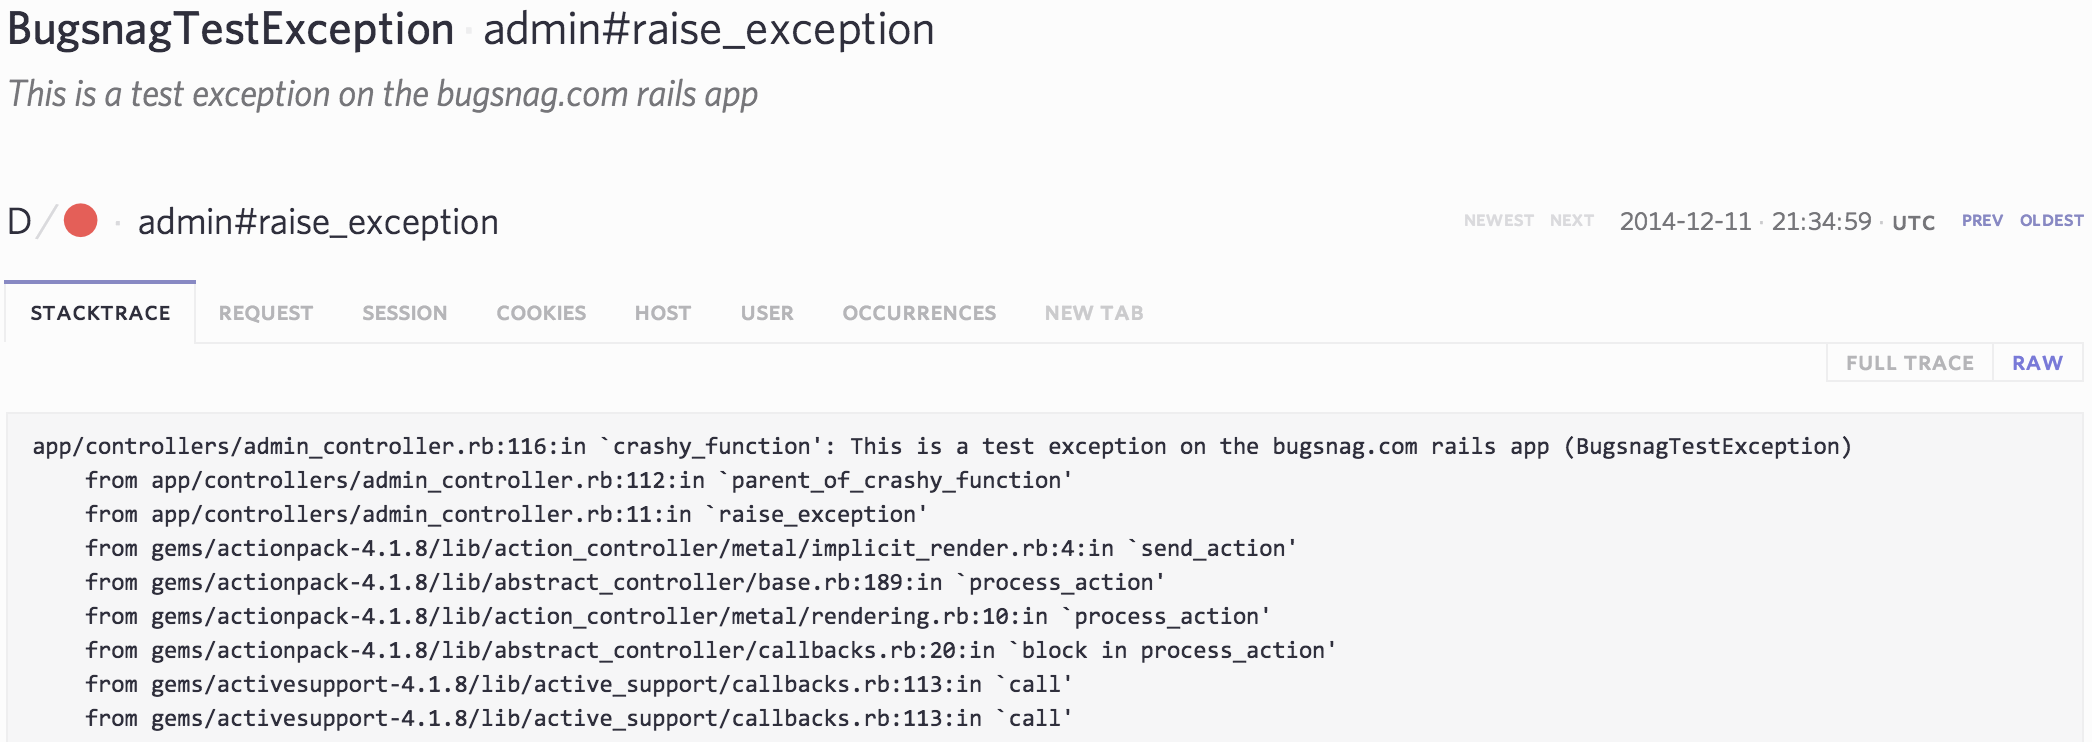 BugsnagTestException · admin#raise_exception
This is a test exception on the bugsnag.com rails app
D/ · admin#raise_exception
NEWEST NEXT 2014-12-11 · 21:34:59 · UTC PREV OLDEST
STACKTRACE REQUEST SESSION COOKIES HOST USER OCCURRENCES NEW TAB
FULL TRACE RAW
app/controllers/admin_controller.rb:116:in `crashy_function': This is a test exception on the bugsnag.com rails app (BugsnagTestException)
from app/controllers/admin_controller.rb:112:in `parent_of_crashy_function'
from app/controllers/admin_controller.rb:11:in `raise_exception'
from gems/actionpack-4.1.8/lib/action_controller/metal/implicit_render.rb:4:in `send_action'
from gems/actionpack-4.1.8/lib/abstract_controller/base.rb:189:in `process_action'
from gems/actionpack-4.1.8/lib/action_controller/metal/rendering.rb:10:in `process_action'
from gems/actionpack-4.1.8/lib/abstract_controller/callbacks.rb:20:in `block in process_action'
from gems/activesupport-4.1.8/lib/active_support/callbacks.rb:113:in `call'
from gems/activesupport-4.1.8/lib/active_support/callbacks.rb:113:in `call'